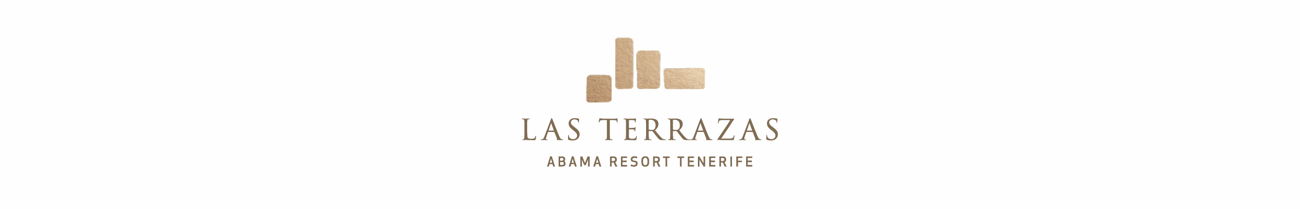 LAS TERRAZAS
ABAMA RESORT TENERIFE